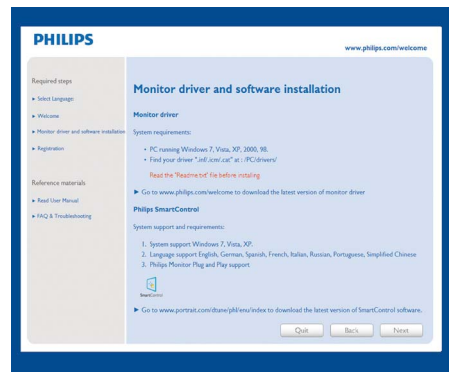 PHILIPS
www.philips.com/welcome
Required steps
Select Language:
Welcome
Monitor driver and software installation
Registration
Reference materials
Read User Manual
FAQ & Troubleshooting
Monitor driver and software installation
Monitor driver
System requirements:
• PC running Windows 7, Vista, XP, 2000, 98.
• Find your driver ".inf/.icm/.cat" at : /PC/drivers/
Read the "Readme.txt" file before installing
Go to www.philips.com/welcome to download the latest version of monitor driver
Philips SmartControl
System support and requirements:
1. System support Windows 7, Vista, XP.
2. Language support English, German, Spanish, French, Italian, Russian, Portuguese, Simplified Chinese
3. Philips Monitor Plug and Play support
SmartControl
Go to www.portrait.com/dtune/phl/enu/index to download the latest version of SmartControl software.
Quit Back Next